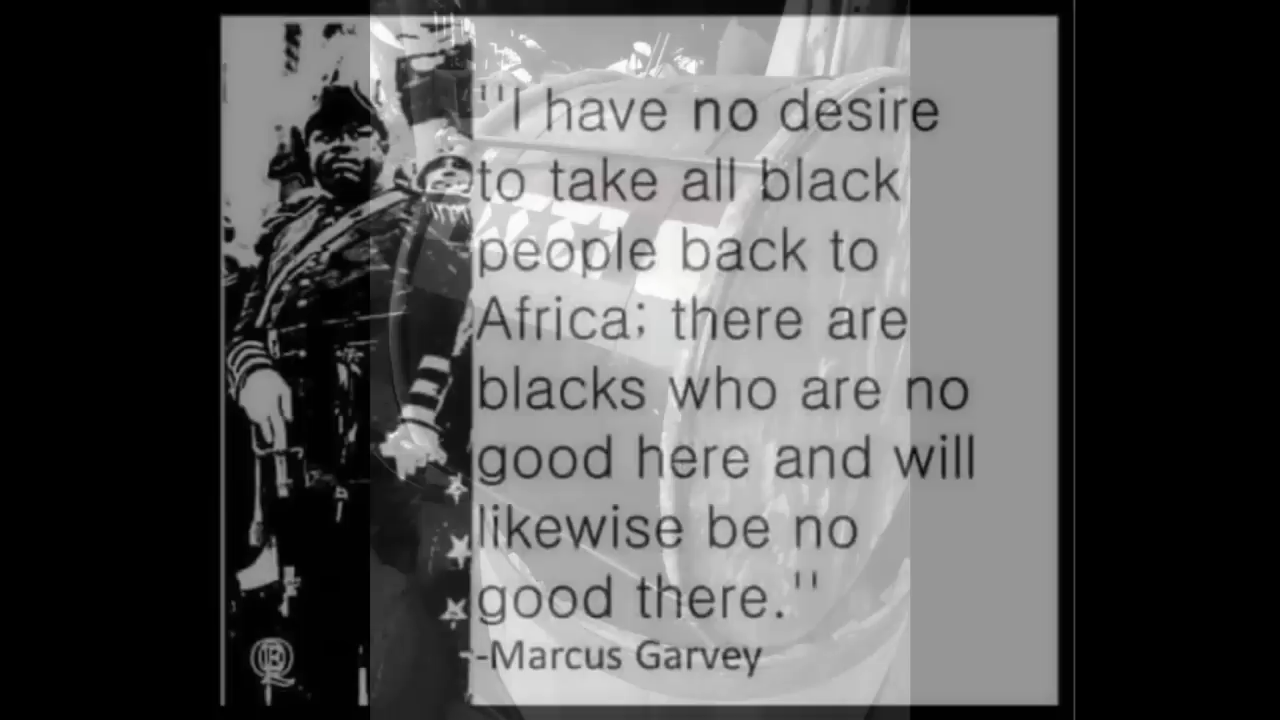 "I have no desire
to take all black
people back to
Africa; there are
blacks who are no
good here and will
likewise be no
good there."
-Marcus Garvey